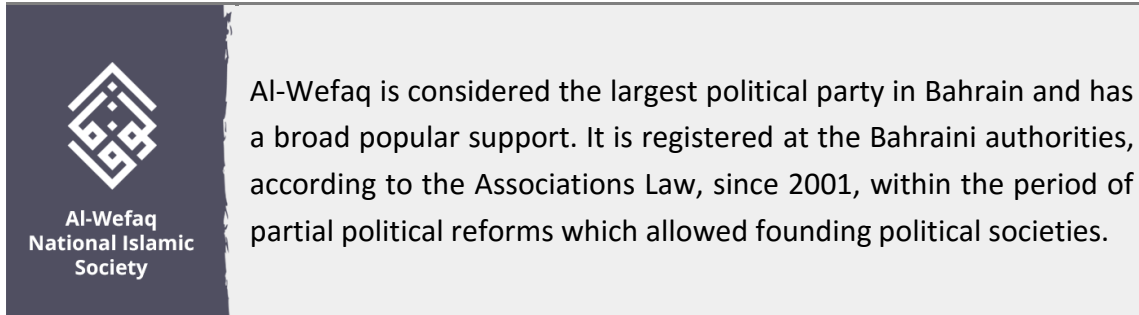 Al-Wefaq
National Islamic
Society
Al-Wefaq is considered the largest political party in Bahrain and has
a broad popular support. It is registered at the Bahraini authorities,
according to the Associations Law, since 2001, within the period of
partial political reforms which allowed founding political societies.